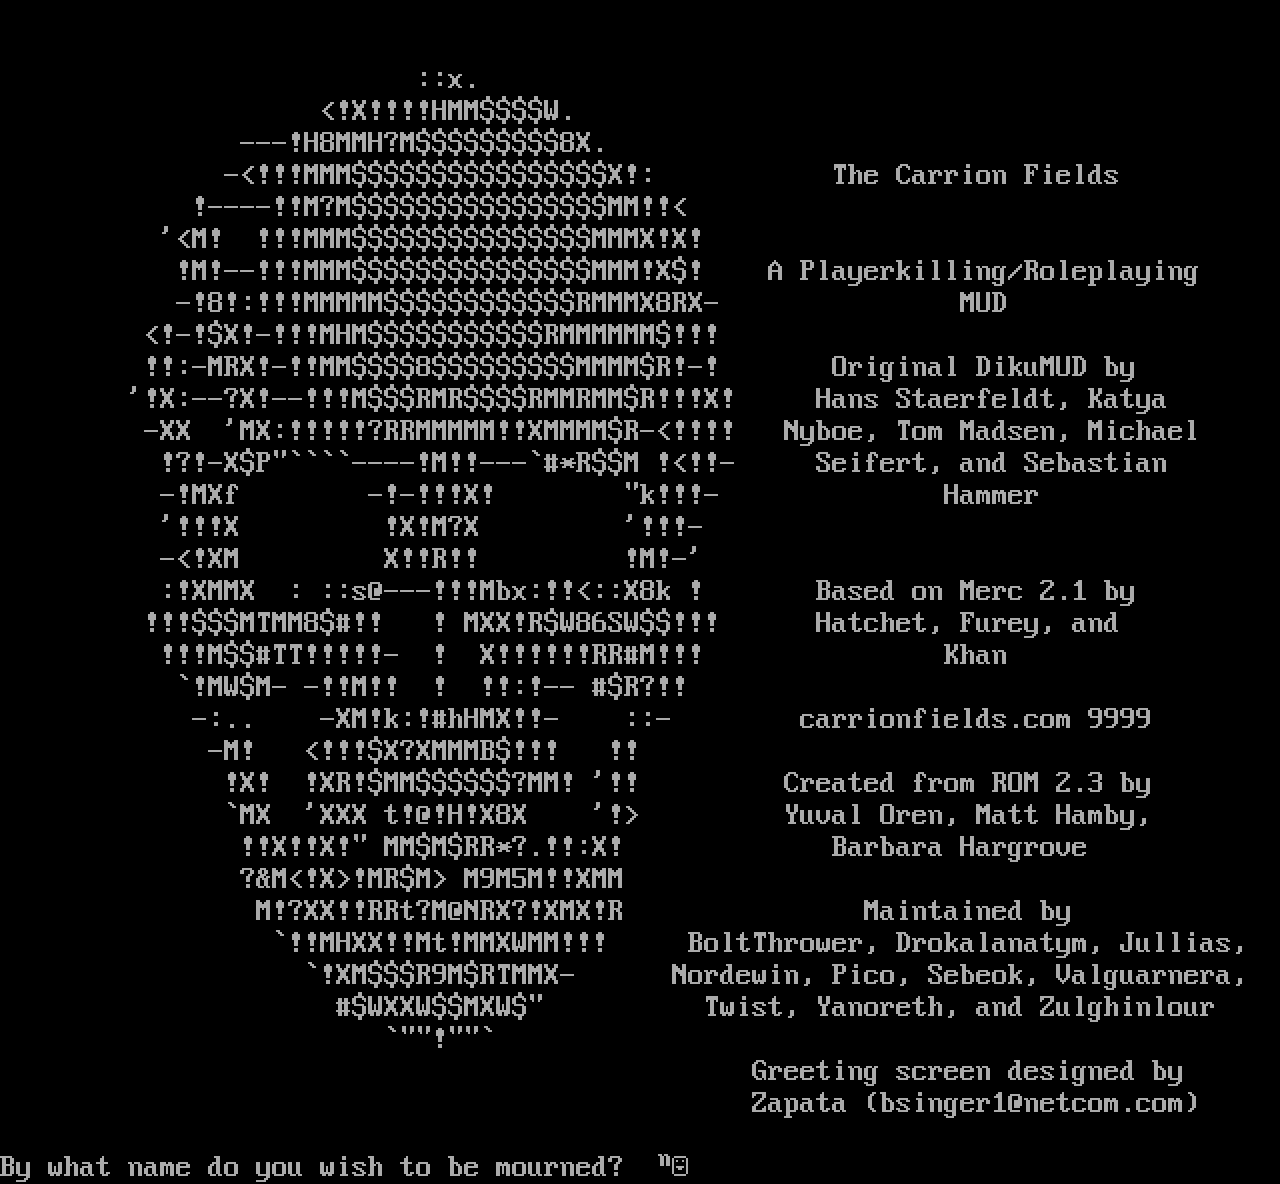 The Carrion Fields
A Playerkilling/Roleplaying
MUD
Original DikuMUD by
Hans Staerfeldt, Katya
Nyboe, Tom Madsen, Michael
Seifert, and Sebastian
Hammer
Based on Merc 2.1 by
Hatchet, Furey, and
Khan
carrionfields.com 9999
Created from ROM 2.3 by
Yuval Oren, Matt Hamby,
Barbara Hargrove
Maintained by
BoltThrower, Drokalanatym, Jullias,
Nordewin, Pico, Sebeok, Valguarnera,
Twist, Yanoreth, and Zulghinlour
Greeting screen designed by
Zapata (bsinger1@netcom.com)
By what name do you wish to be mourned? ⁿ☺